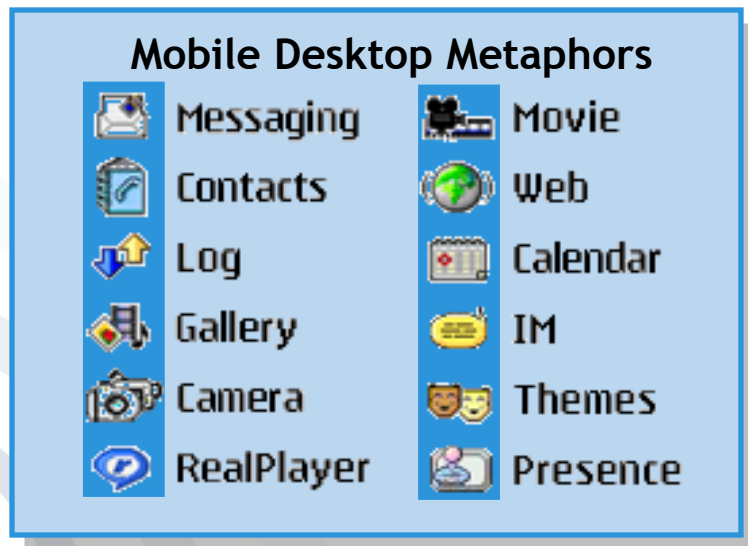 Mobile Desktop Metaphors
Messaging
Contacts
Log
Gallery
Camera
RealPlayer
Movie
Web
Calendar
IM
Themes
Presence